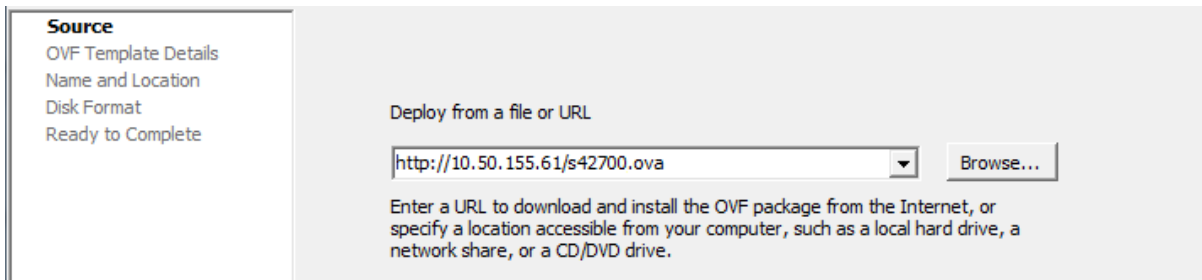 Source
OVF Template Details
Name and Location
Disk Format
Ready to Complete
Deploy from a file or URL
http://10.50.155.61/s42700.ova
Browse...
Enter a URL to download and install the OVF package from the Internet, or
specify a location accessible from your computer, such as a local hard drive, a
network share, or a CD/DVD drive.